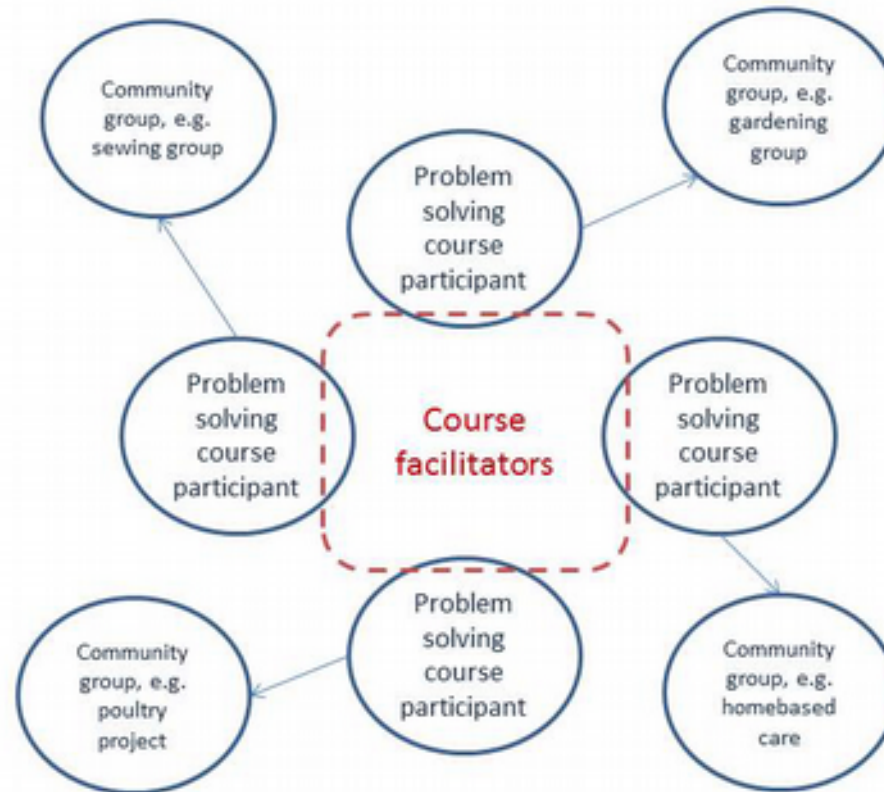 Community
group, e.g.
sewing group
Community
group, e.g.
gardening
group
Problem
solving
course
participant
Problem
solving
course
participant
Course
facilitators
Problem
solving
course
participant
Community
group, e.g.
poultry
project
Problem
solving
course
participant
Community
group, e.g.
homebased
care